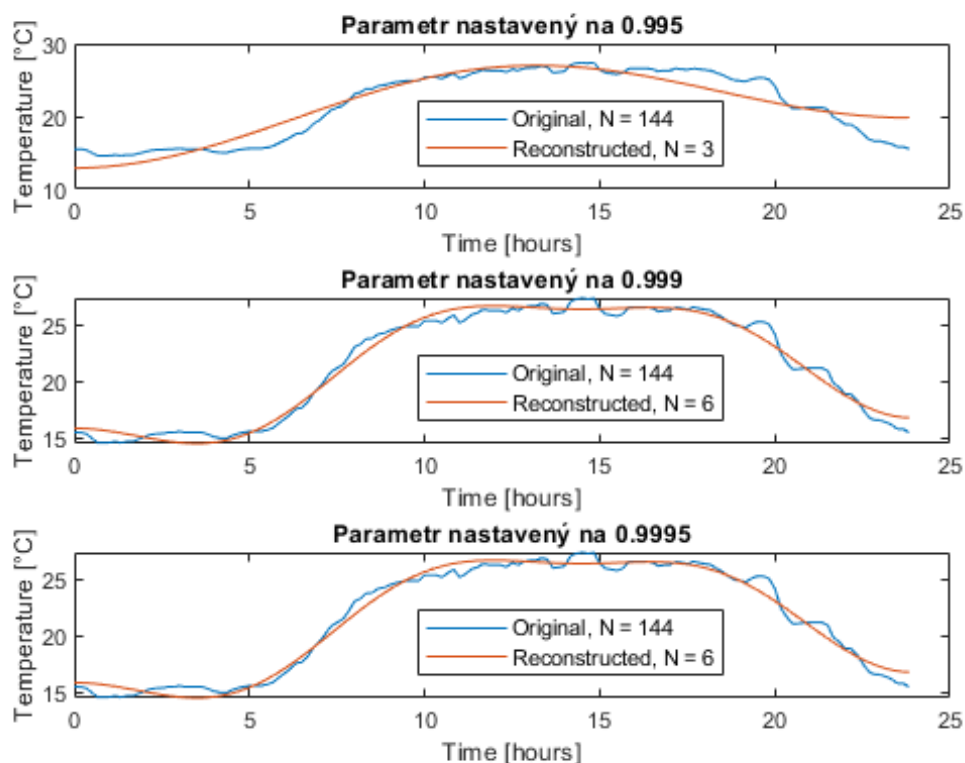 Parametr nastavený na 0.995
30
20
10
Temperature [°C]
Original, N = 144
Reconstructed, N = 3
0 5 10 15 20 25
Time [hours]
Parametr nastavený na 0.999
25
20
15
Temperature [°C]
Original, N = 144
Reconstructed, N = 6
0 5 10 15 20 25
Time [hours]
Parametr nastavený na 0.9995
25
20
15
Temperature [°C]
Original, N = 144
Reconstructed, N = 6
0 5 10 15 20 25
Time [hours]